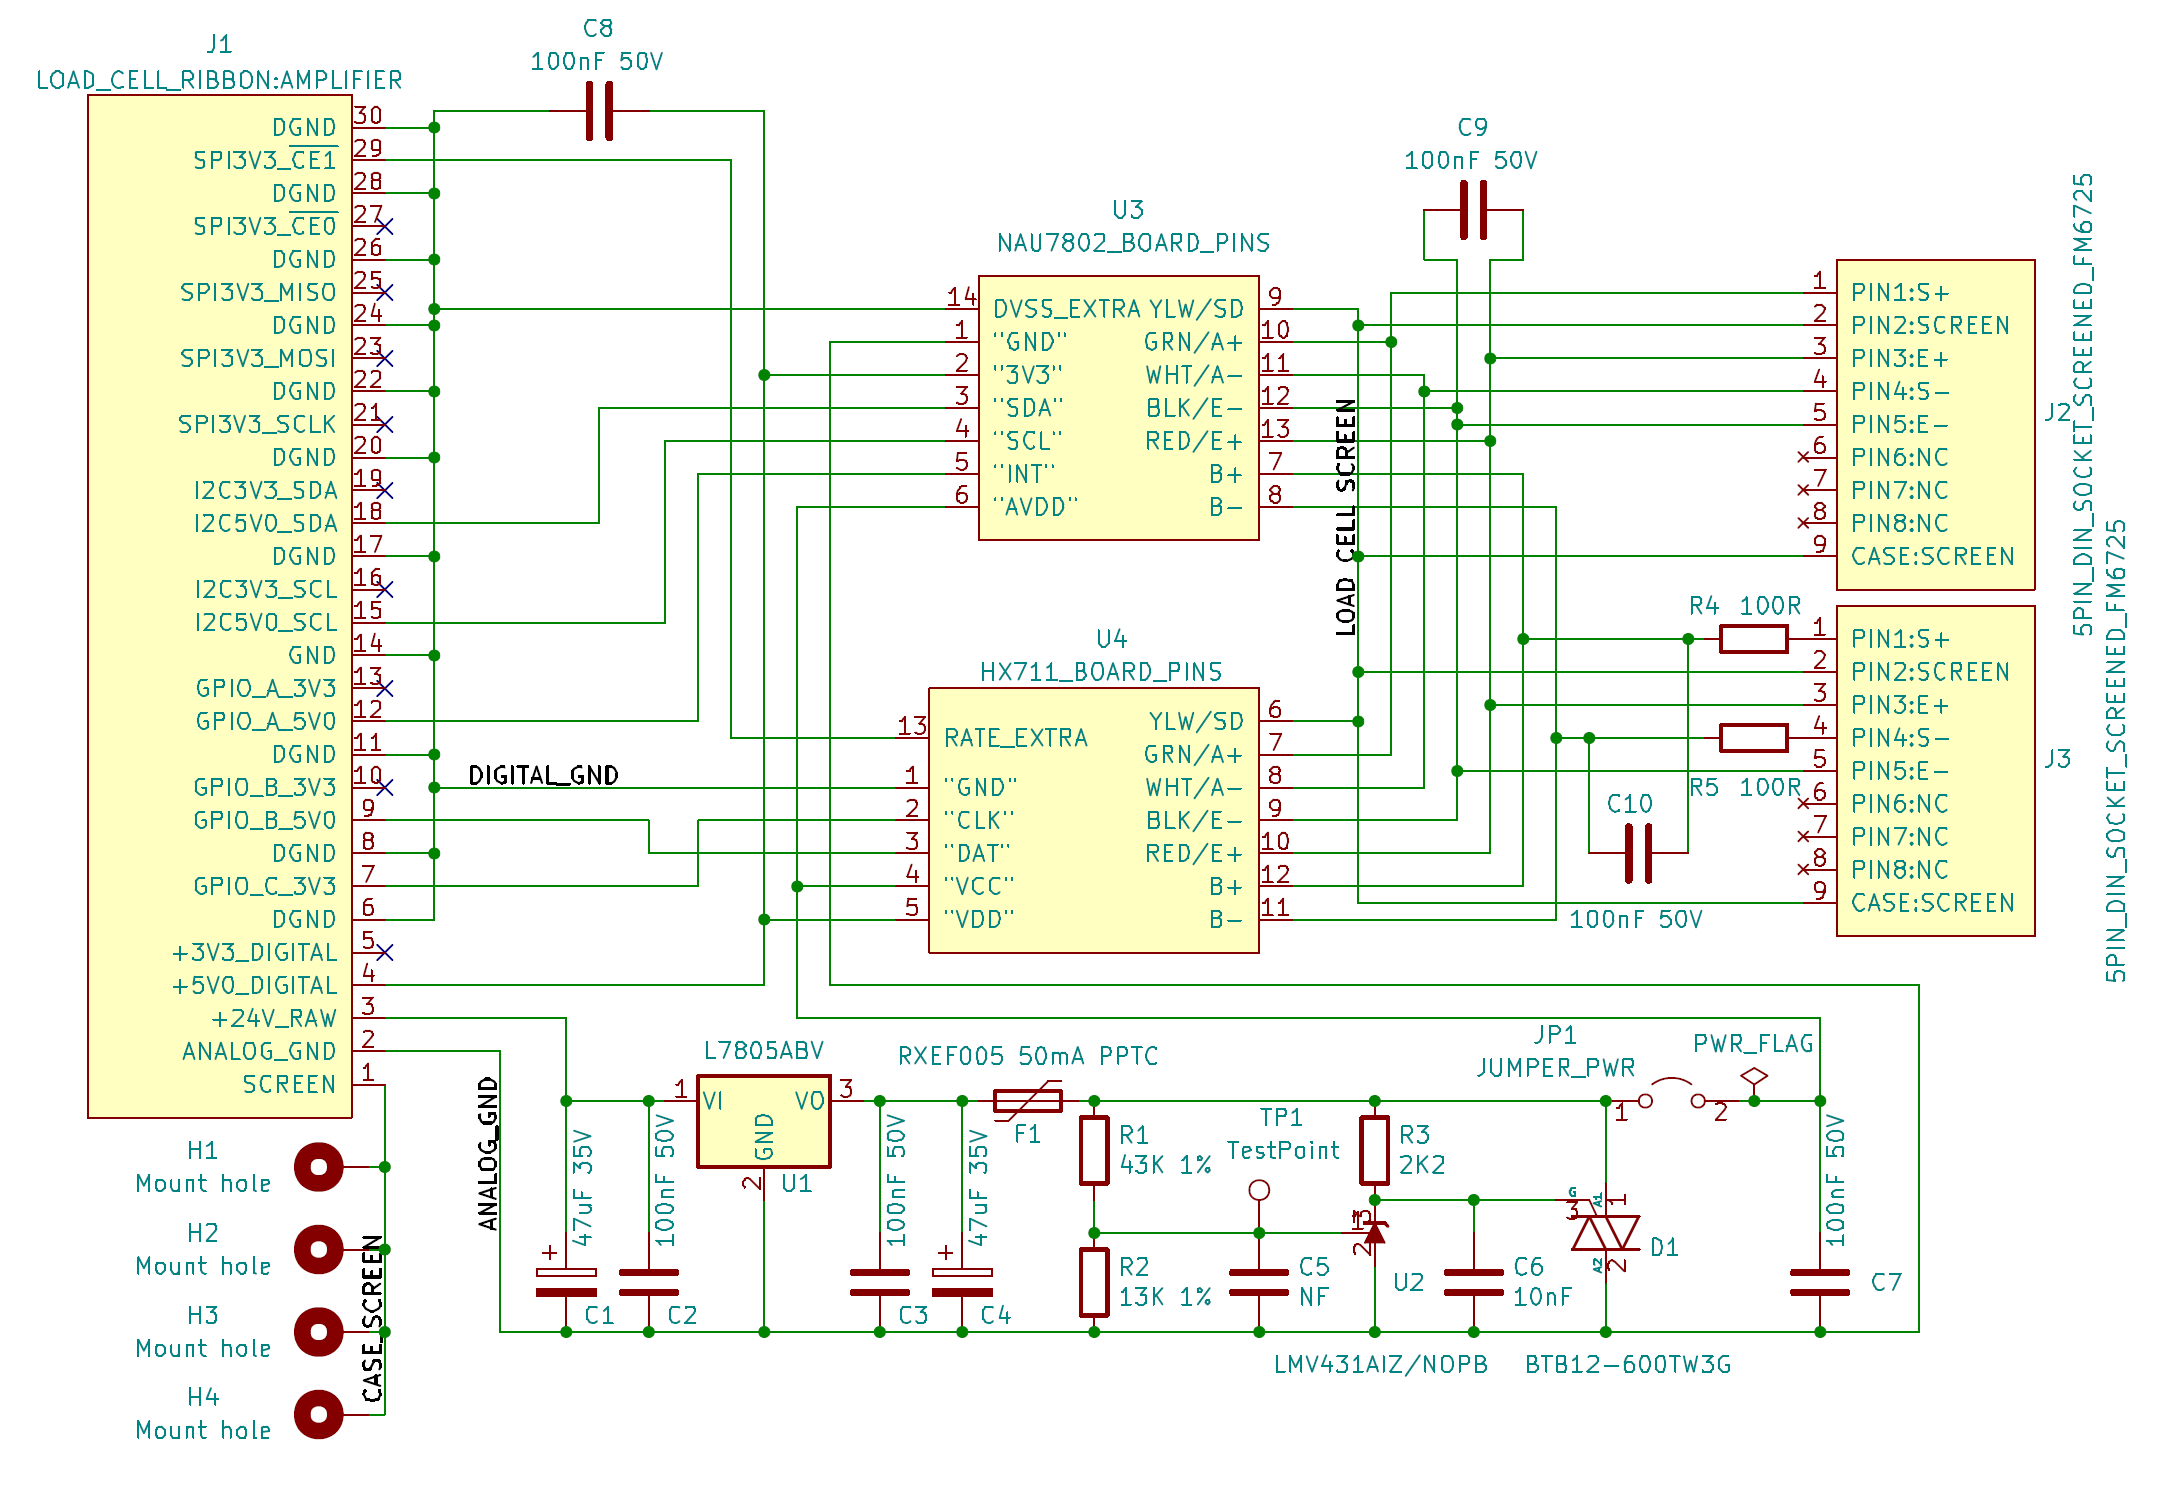 J1
LOAD_CELL_RIBBON:AMPLIFIER
DGND 30
SPI3V3_CE1 29
DGND 28
SPI3V3_CE0 27
DGND 26
SPI3V3_MISO 25
DGND 24
SPI3V3_MOSI 23
DGND 22
SPI3V3_SCLK 21
DGND 20
I2C3V3_SDA 19
I2C5V0_SDA 18
DGND 17
I2C3V3_SCL 16
I2C5V0_SCL 15
GND 14
GPIO_A_3V3 13
GPIO_A_5V0 12
DGND 11
GPIO_B_3V3 10
GPIO_B_5V0 9
DGND 8
GPIO_C_3V3 7
DGND 6
+3V3_DIGITAL 5
+5V0_DIGITAL 4
+24V_RAW 3
ANALOG_GND 2
SCREEN 1
C8
100nF 50V
DIGITAL_GND
U3
NAU7802_BOARD_PINS
14 DVSS_EXTRA YLW/SD 9
1 "GND" GRN/A+ 10
2 "3V3" WHT/A- 11
3 "SDA" BLK/E- 12
4 "SCL" RED/E+ 13
5 "INT" B+ 7
6 "AVDD" B- 8
U4
HX711_BOARD_PINS
YLW/SD 6
13 RATE_EXTRA
GRN/A+ 7
1 "GND" WHT/A- 8
2 "CLK" BLK/E- 9
3 "DAT" RED/E+ 10
4 "VCC" B+ 12
5 "VDD" B- 11
C9
100nF 50V
LOAD CELL SCREEN
1 PIN1:S+
2 PIN2:SCREEN
3 PIN3:E+
4 PIN4:S-
5 PIN5:E-
6 PIN6:NC
7 PIN7:NC
8 PIN8:NC
9 CASE:SCREEN
J2
5PIN_DIN_SOCKET_SCREENED_FM6725
R4 100R
1 PIN1:S+
2 PIN2:SCREEN
3 PIN3:E+
4 PIN4:S-
5 PIN5:E-
6 PIN6:NC
7 PIN7:NC
8 PIN8:NC
9 CASE:SCREEN
J3
5PIN_DIN_SOCKET_SCREENED_FM6725
R5 100R
C10
100nF 50V
H1
Mount hole
H2
Mount hole
H3
Mount hole
H4
Mount hole
CASE_SCREEN
ANALOG_GND
47uF 35V
C1
100nF 50V
C2
L7805ABV
1 VI VO 3
GND
2
U1
100nF 50V
C3
47uF 35V
C4
RXEF005 50mA PPTC
F1
R1
43K 1%
R2
13K 1%
TP1
TestPoint
C5
NF
R3
2K2
1 3
2
U2
LMV431AIZ/NOPB
C6
10nF
G
3
A1
1
A2
2
D1
BTB12-600TW3G
JP1
JUMPER_PWR
1 2
PWR_FLAG
100nF 50V
C7